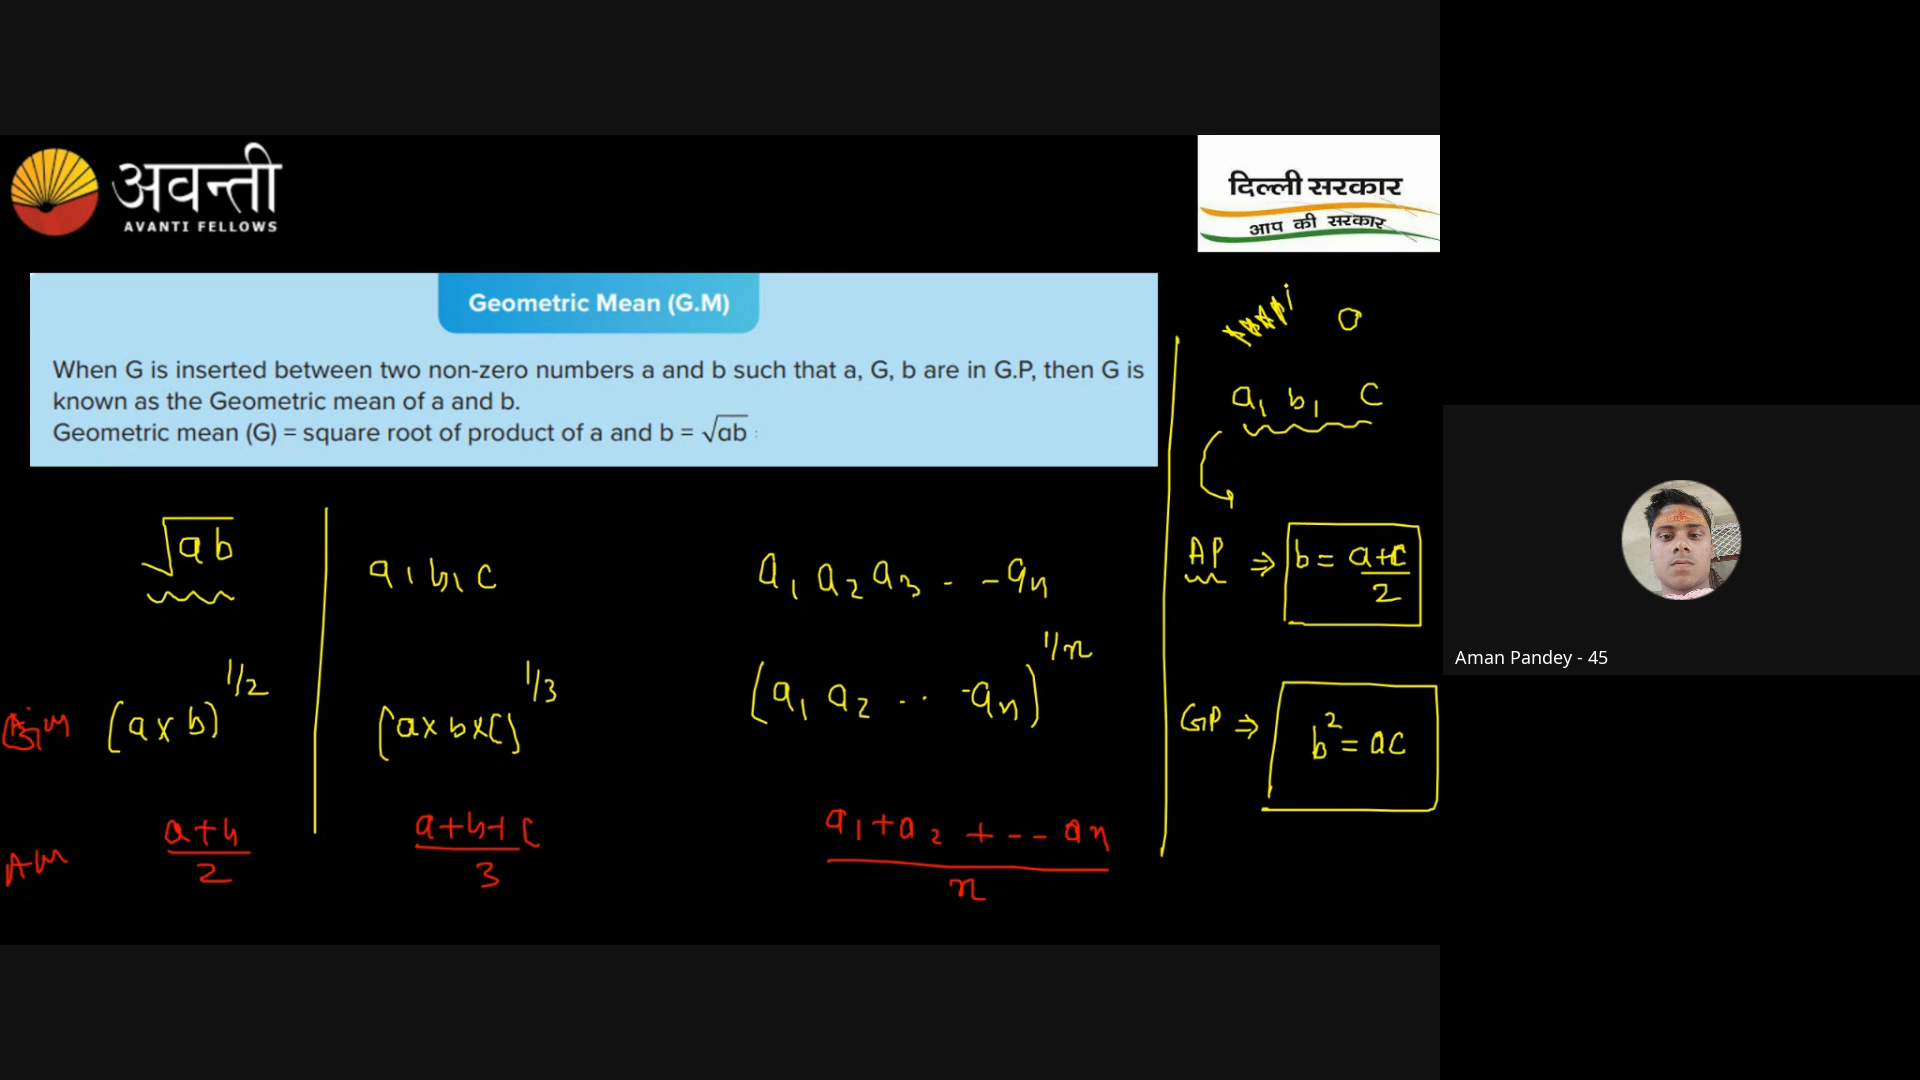 अवन्ती
AVANTI FELLOWS
दिल्ली सरकार
आप की सरकार
Geometric Mean (G.M)
When G is inserted between two non-zero numbers a and b such that a, G, b are in G.P, then G is
known as the Geometric mean of a and b.
Geometric mean (G) = square root of product of a and b = √ab
√ab
a, b, c
a₁ a₂ a₃ - - aₙ
(a×b)^1/2
(a×b×c)^1/3
(a₁ a₂ .. -aₙ)^1/n
AM
a+b/2
a+b+c/3
a₁+a₂ + -- aₙ/n
a, b, c
AP ⇒ b = a+c/2
GP ⇒ b² = ac
Aman Pandey - 45